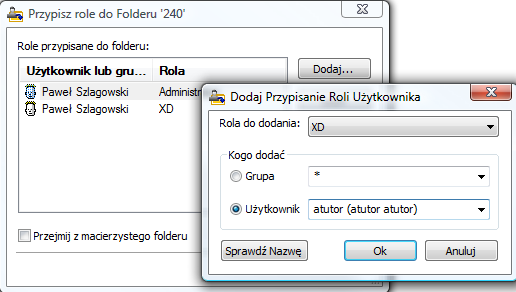 Przypisz role do Folderu '240'
Role przypisane do folderu:
Użytkownik lub gru... Rola
Dodaj...
Paweł Szlagowski
Paweł Szlagowski XD
Przejmij z macierzystego folderu
Dodaj Przypisanie Roli Użytkownika
Rola do dodania: XD
Kogo dodać
Grupa *
Użytkownik atutor (atutor atutor)
Sprawdź Nazwę Ok Anuluj